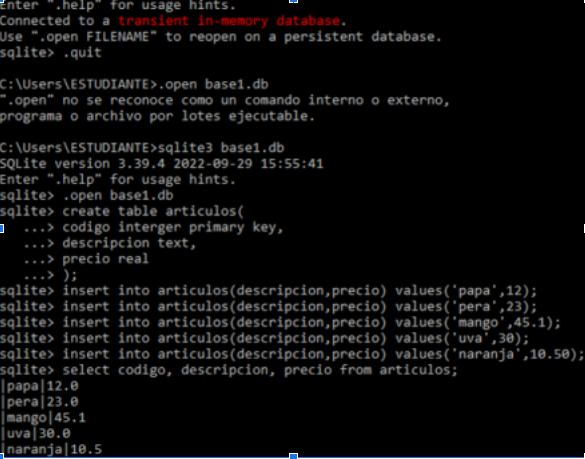 Enter ".help" for usage hints.
Connected to a transient in-memory database.
Use ".open FILENAME" to reopen on a persistent database.
sqlite> .quit
C:\Users\ESTUDIANTE>.open base1.db
".open" no se reconoce como un comando interno o externo,
programa o archivo por lotes ejecutable.
C:\Users\ESTUDIANTE>sqlite3 base1.db
SQLite version 3.39.4 2022-09-29 15:55:41
Enter ".help" for usage hints.
sqlite> .open base1.db
sqlite> create table articulos(
...> codigo interger primary key,
...> descripcion text,
...> precio real
...> );
sqlite> insert into articulos(descripcion,precio) values('papa',12);
sqlite> insert into articulos(descripcion,precio) values('pera',23);
sqlite> insert into articulos(descripcion,precio) values('mango',45.1);
sqlite> insert into articulos(descripcion,precio) values('uva',30);
sqlite> insert into articulos(descripcion,precio) values('naranja',10.50);
sqlite> select codigo, descripcion, precio from articulos;
|papa|12.0
|pera|23.0
|mango|45.1
|uva|30.0
|naranja|10.5